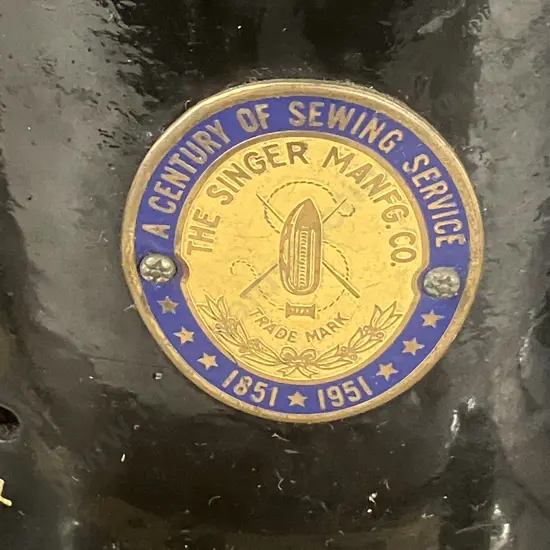 A CENTURY OF SEWING SERVICE
THE SINGER MANFG. CO.
TRADE MARK
1851 ★ 1951